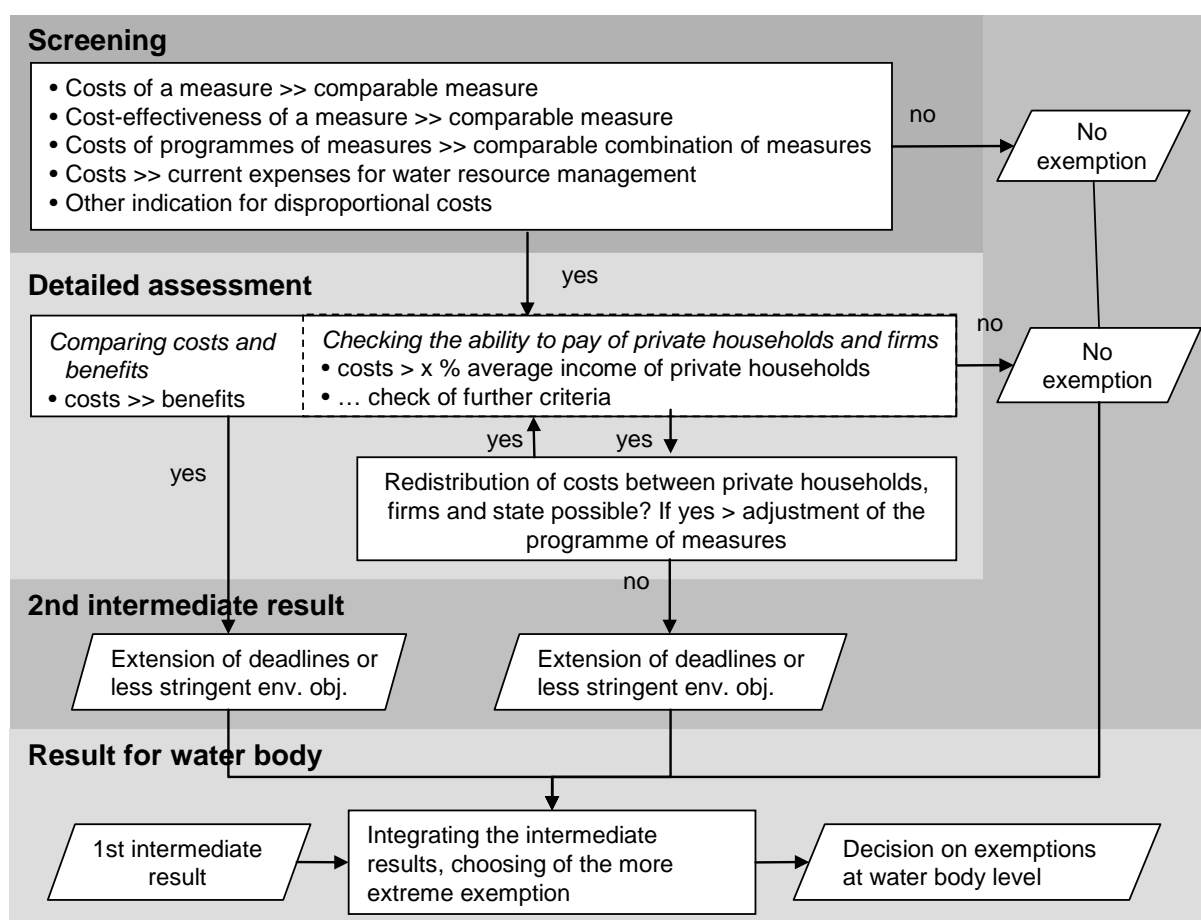 Screening
• Costs of a measure >> comparable measure
• Cost-effectiveness of a measure >> comparable measure
• Costs of programmes of measures >> comparable combination of measures
• Costs >> current expenses for water resource management
• Other indication for disproportional costs
no
No
exemption
yes
Detailed assessment
Comparing costs and
benefits
• costs >> benefits
Checking the ability to pay of private households and firms
• costs > x % average income of private households
• … check of further criteria
no
No
exemption
yes
yes
yes
Redistribution of costs between private households,
firms and state possible? If yes > adjustment of the
programme of measures
no
2nd intermediate result
Extension of deadlines or
less stringent env. obj.
Extension of deadlines or
less stringent env. obj.
Result for water body
1st intermediate
result
Integrating the intermediate
results, choosing of the more
extreme exemption
Decision on exemptions
at water body level